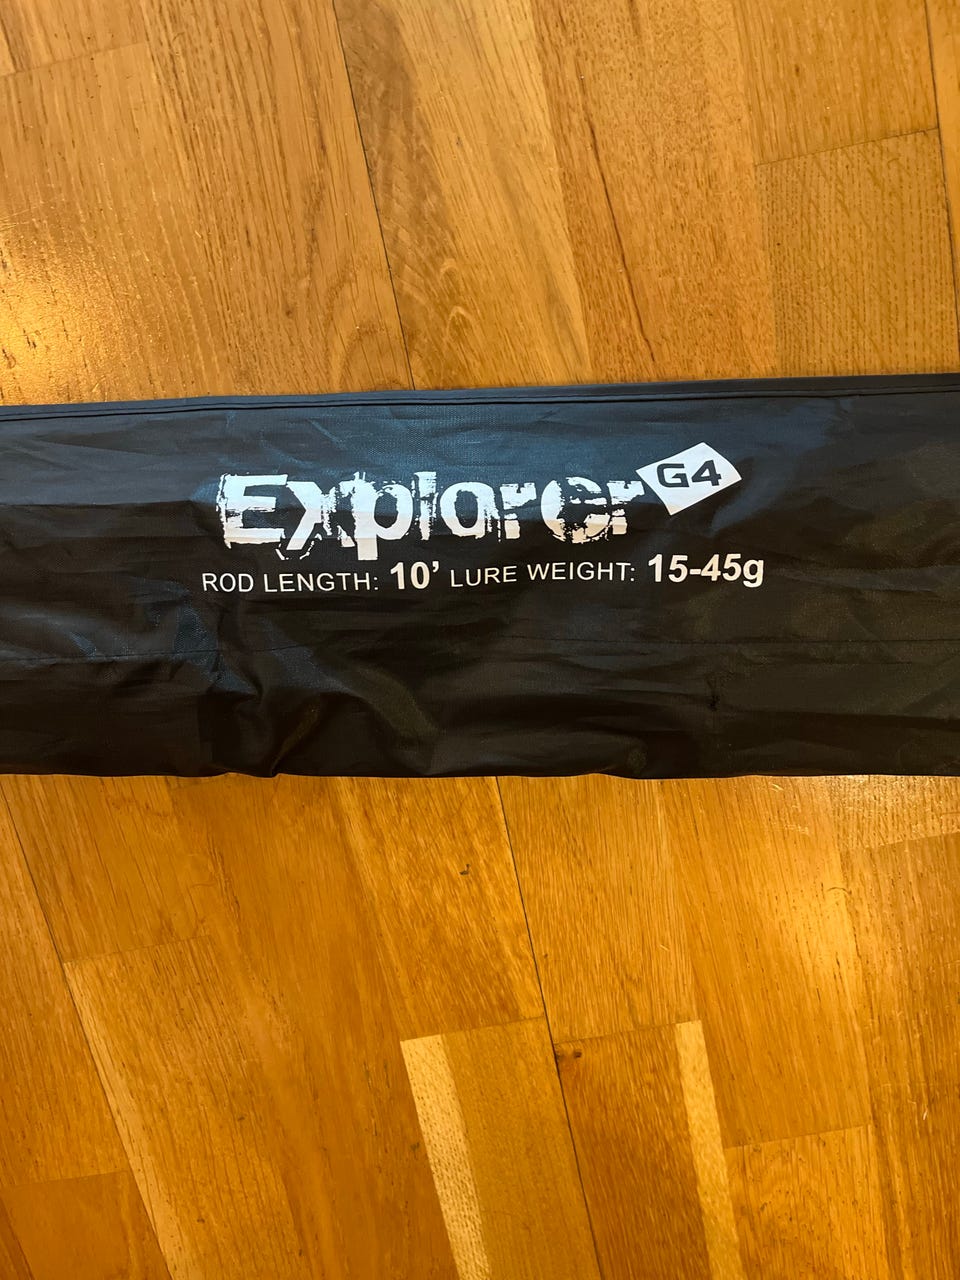 Explorer G4
ROD LENGTH: 10’ LURE WEIGHT: 15-45g